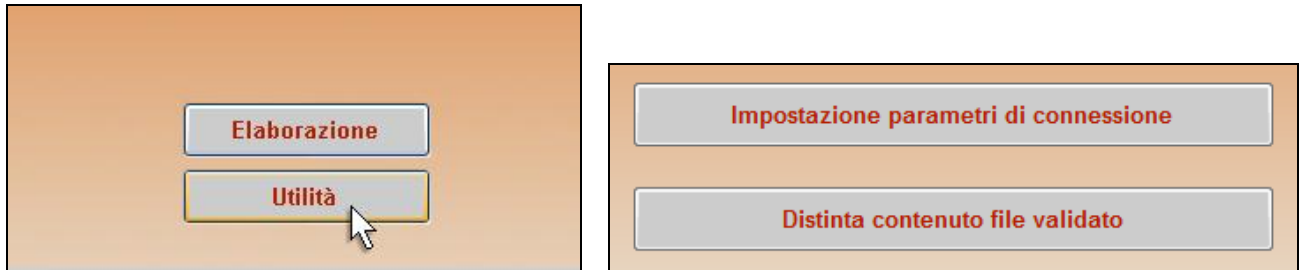 Elaborazione
Utilità
Impostazione parametri di connessione
Distinta contenuto file validato